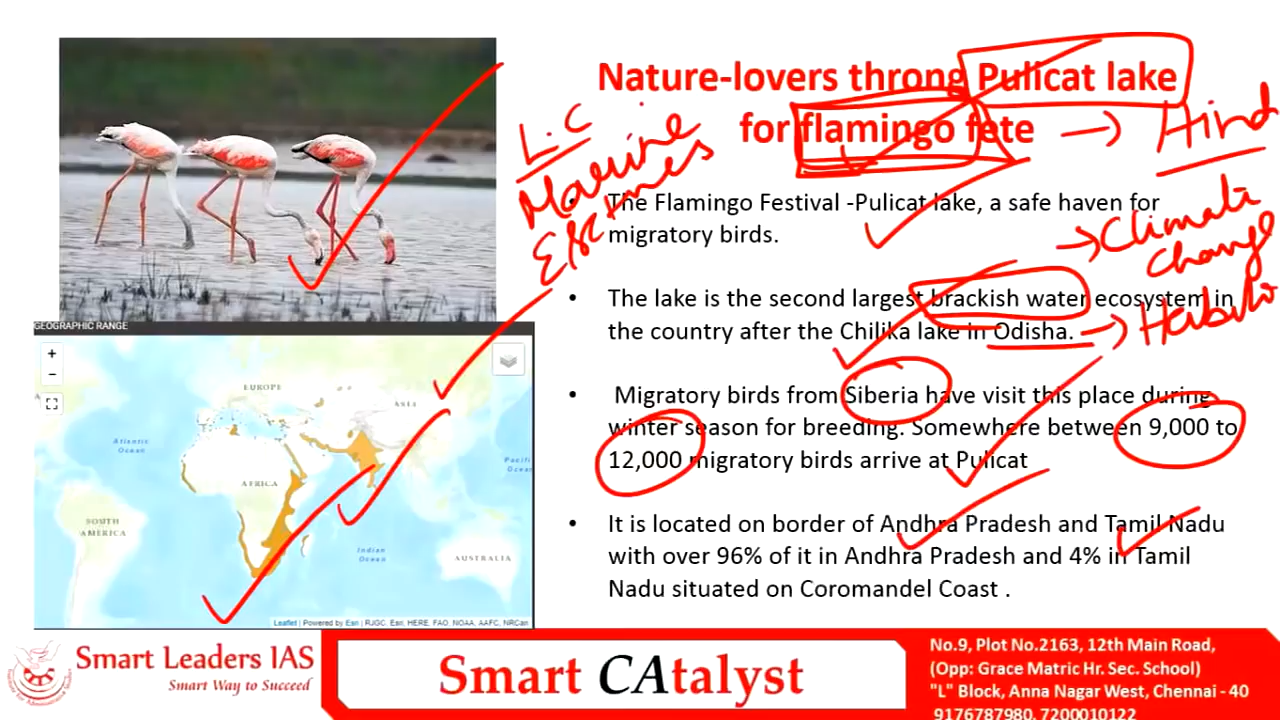 Nature-lovers throng Pulicat lake
for flamingo fete
→ Hind
L.C
Marine
• The Flamingo Festival -Pulicat lake, a safe haven for
migratory birds.
→ Climate
Change
• The lake is the second largest brackish water ecosystem in
the country after the Chilika lake in Odisha.
• Migratory birds from Siberia have visit this place during
winter season for breeding. Somewhere between 9,000 to
12,000 migratory birds arrive at Pulicat
• It is located on border of Andhra Pradesh and Tamil Nadu
with over 96% of it in Andhra Pradesh and 4% in Tamil
Nadu situated on Coromandel Coast .
GEOGRAPHIC RANGE
+
−
EUROPE
ASIA
Atlantic
Ocean
Pacific
Ocean
AFRICA
SOUTH
AMERICA
Indian
Ocean
AUSTRALIA
Leaflet | Powered by Esri | RJGC, Esri, HERE, FAO, NOAA, AAFC, NRCan
Smart Leaders IAS
Smart Way to Succeed
Smart CAtalyst
No.9, Plot No.2163, 12th Main Road,
(Opp: Grace Matric Hr. Sec. School)
"L" Block, Anna Nagar West, Chennai - 40
9176787980, 7200010122